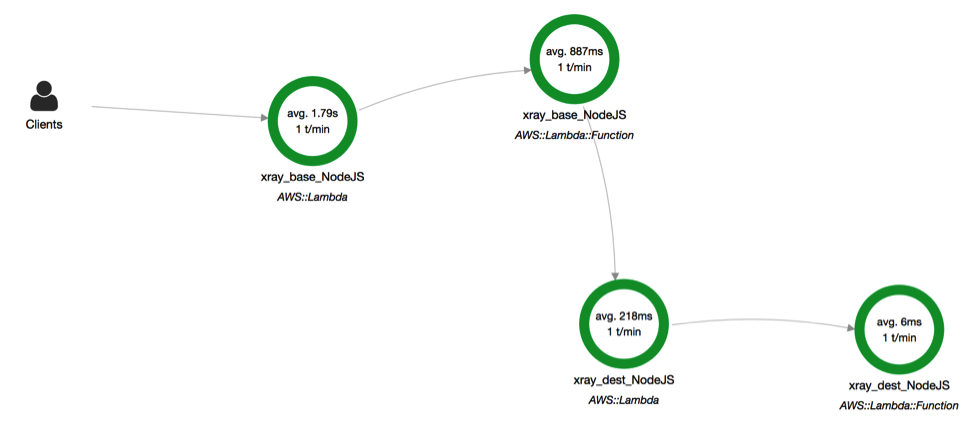 Clients
avg. 1.79s
1 t/min
xray_base_NodeJS
AWS::Lambda
avg. 887ms
1 t/min
xray_base_NodeJS
AWS::Lambda::Function
avg. 218ms
1 t/min
xray_dest_NodeJS
AWS::Lambda
avg. 6ms
1 t/min
xray_dest_NodeJS
AWS::Lambda::Function